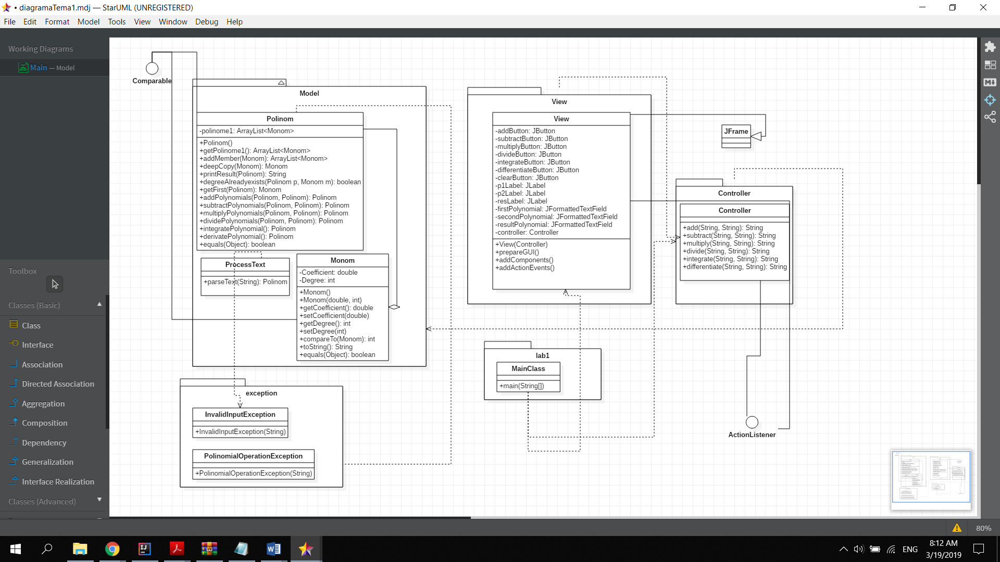 • diagramaTema1.mdj — StarUML (UNREGISTERED)
File Edit Format Model Tools View Window Debug Help
Working Diagrams
Main — Model
Toolbox
Classes (Basic)
Class
Interface
Association
Directed Association
Aggregation
Composition
Dependency
Generalization
Interface Realization
Classes (Advanced)
Comparable
Model
Polinom
-polinome1: ArrayList<Monom>
+Polinom()
+getPolinome1(): ArrayList<Monom>
+addMember(Monom): ArrayList<Monom>
+deepCopy(Monom): Monom
+printResult(Polinom): String
+degreeAlreadyexists(Polinom p, Monom m): boolean
+getFirst(Polinom): Monom
+addPolynomials(Polinom, Polinom): Polinom
+subtractPolynomials(Polinom, Polinom): Polinom
+multiplyPolynomials(Polinom, Polinom): Polinom
+dividePolynomials(Polinom, Polinom): Polinom
+integratePolynomial(): Polinom
+derivatePolynomial(): Polinom
+equals(Object): boolean
ProcessText
+parseText(String): Polinom
Monom
-Coefficient: double
-Degree: int
+Monom()
+Monom(double, int)
+getCoefficient(): double
+setCoefficient(double)
+getDegree(): int
+setDegree(int)
+compareTo(Monom): int
+toString(): String
+equals(Object): boolean
exception
InvalidInputException
+InvalidInputException(String)
PolinomialOperationException
+PolinomialOperationException(String)
View
View
-addButton: JButton
-subtractButton: JButton
-multiplyButton: JButton
-divideButton: JButton
-integrateButton: JButton
-differentiateButton: JButton
-clearButton: JButton
-p1Label: JLabel
-p2Label: JLabel
-resLabel: JLabel
-firstPolynomial: JFormattedTextField
-secondPolynomial: JFormattedTextField
-resultPolynomial: JFormattedTextField
-controller: Controller
+View(Controller)
+prepareGUI()
+addComponents()
+addActionEvents()
lab1
MainClass
+main(String[])
JFrame
Controller
Controller
+add(String, String): String
+subtract(String, String): String
+multiply(String, String): String
+divide(String, String): String
+integrate(String, String): String
+differentiate(String, String): String
ActionListener
M
80%
ENG
8:12 AM
3/19/2019